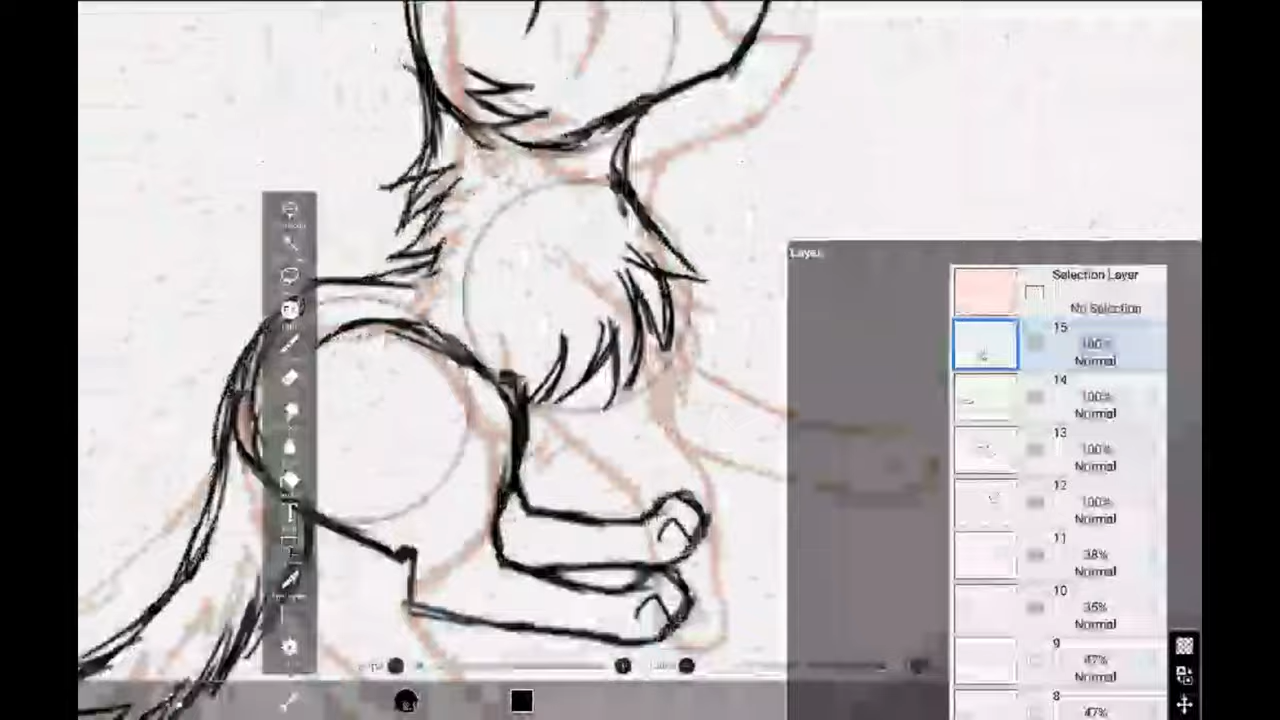 Layer
Selection Layer
No Selection
15
100%
Normal
14
100%
Normal
13
100%
Normal
12
100%
Normal
11
38%
Normal
10
35%
Normal
9
47%
Normal
8
47%
T